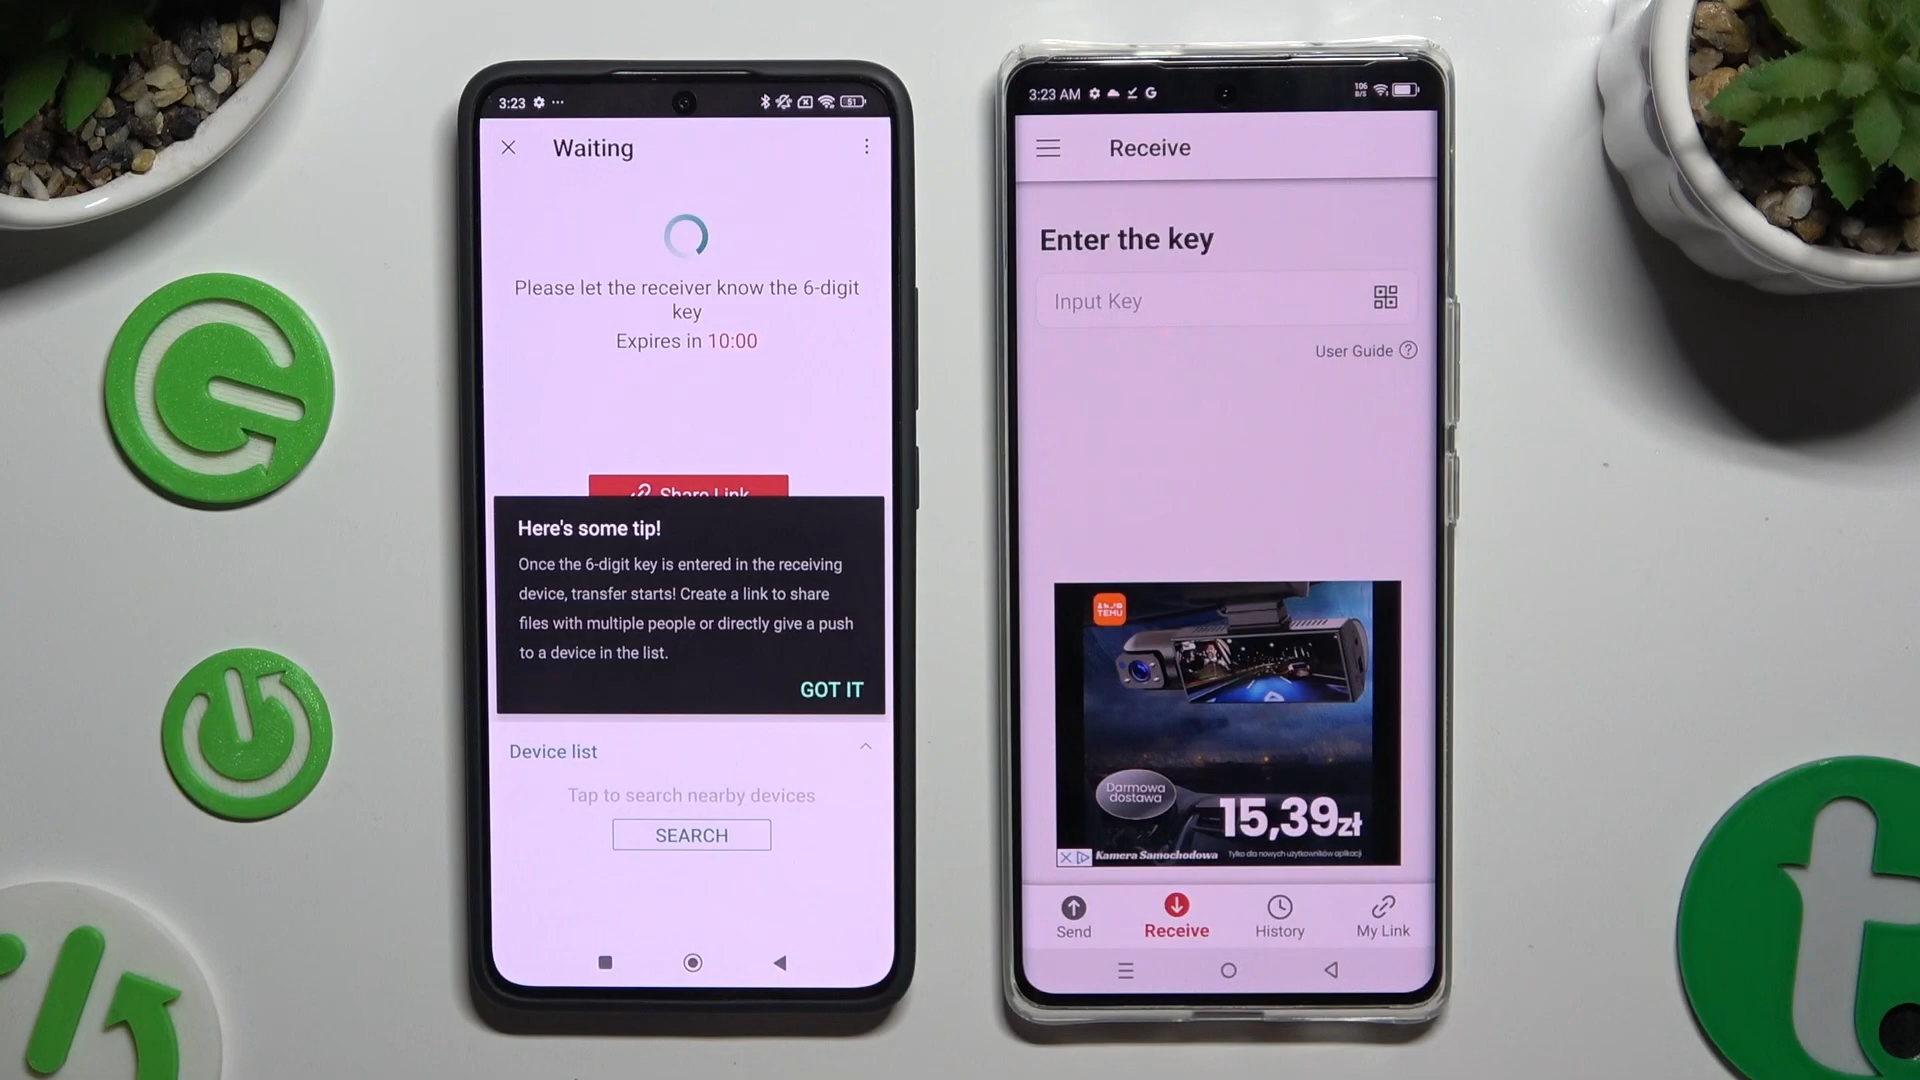 3:23
51
Waiting
Please let the receiver know the 6-digit
key
Expires in 10:00
Share Link
Here's some tip!
Once the 6-digit key is entered in the receiving
device, transfer starts! Create a link to share
files with multiple people or directly give a push
to a device in the list.
GOT IT
Device list
Tap to search nearby devices
SEARCH
3:23 AM
G
106
B/S
Receive
Enter the key
Input Key
User Guide
TEMU
Darmowa
dostawa
15,39zł
Kamera Samochodowa
Tylko dla nowych użytkowników aplikacji
Send
Receive
History
My Link